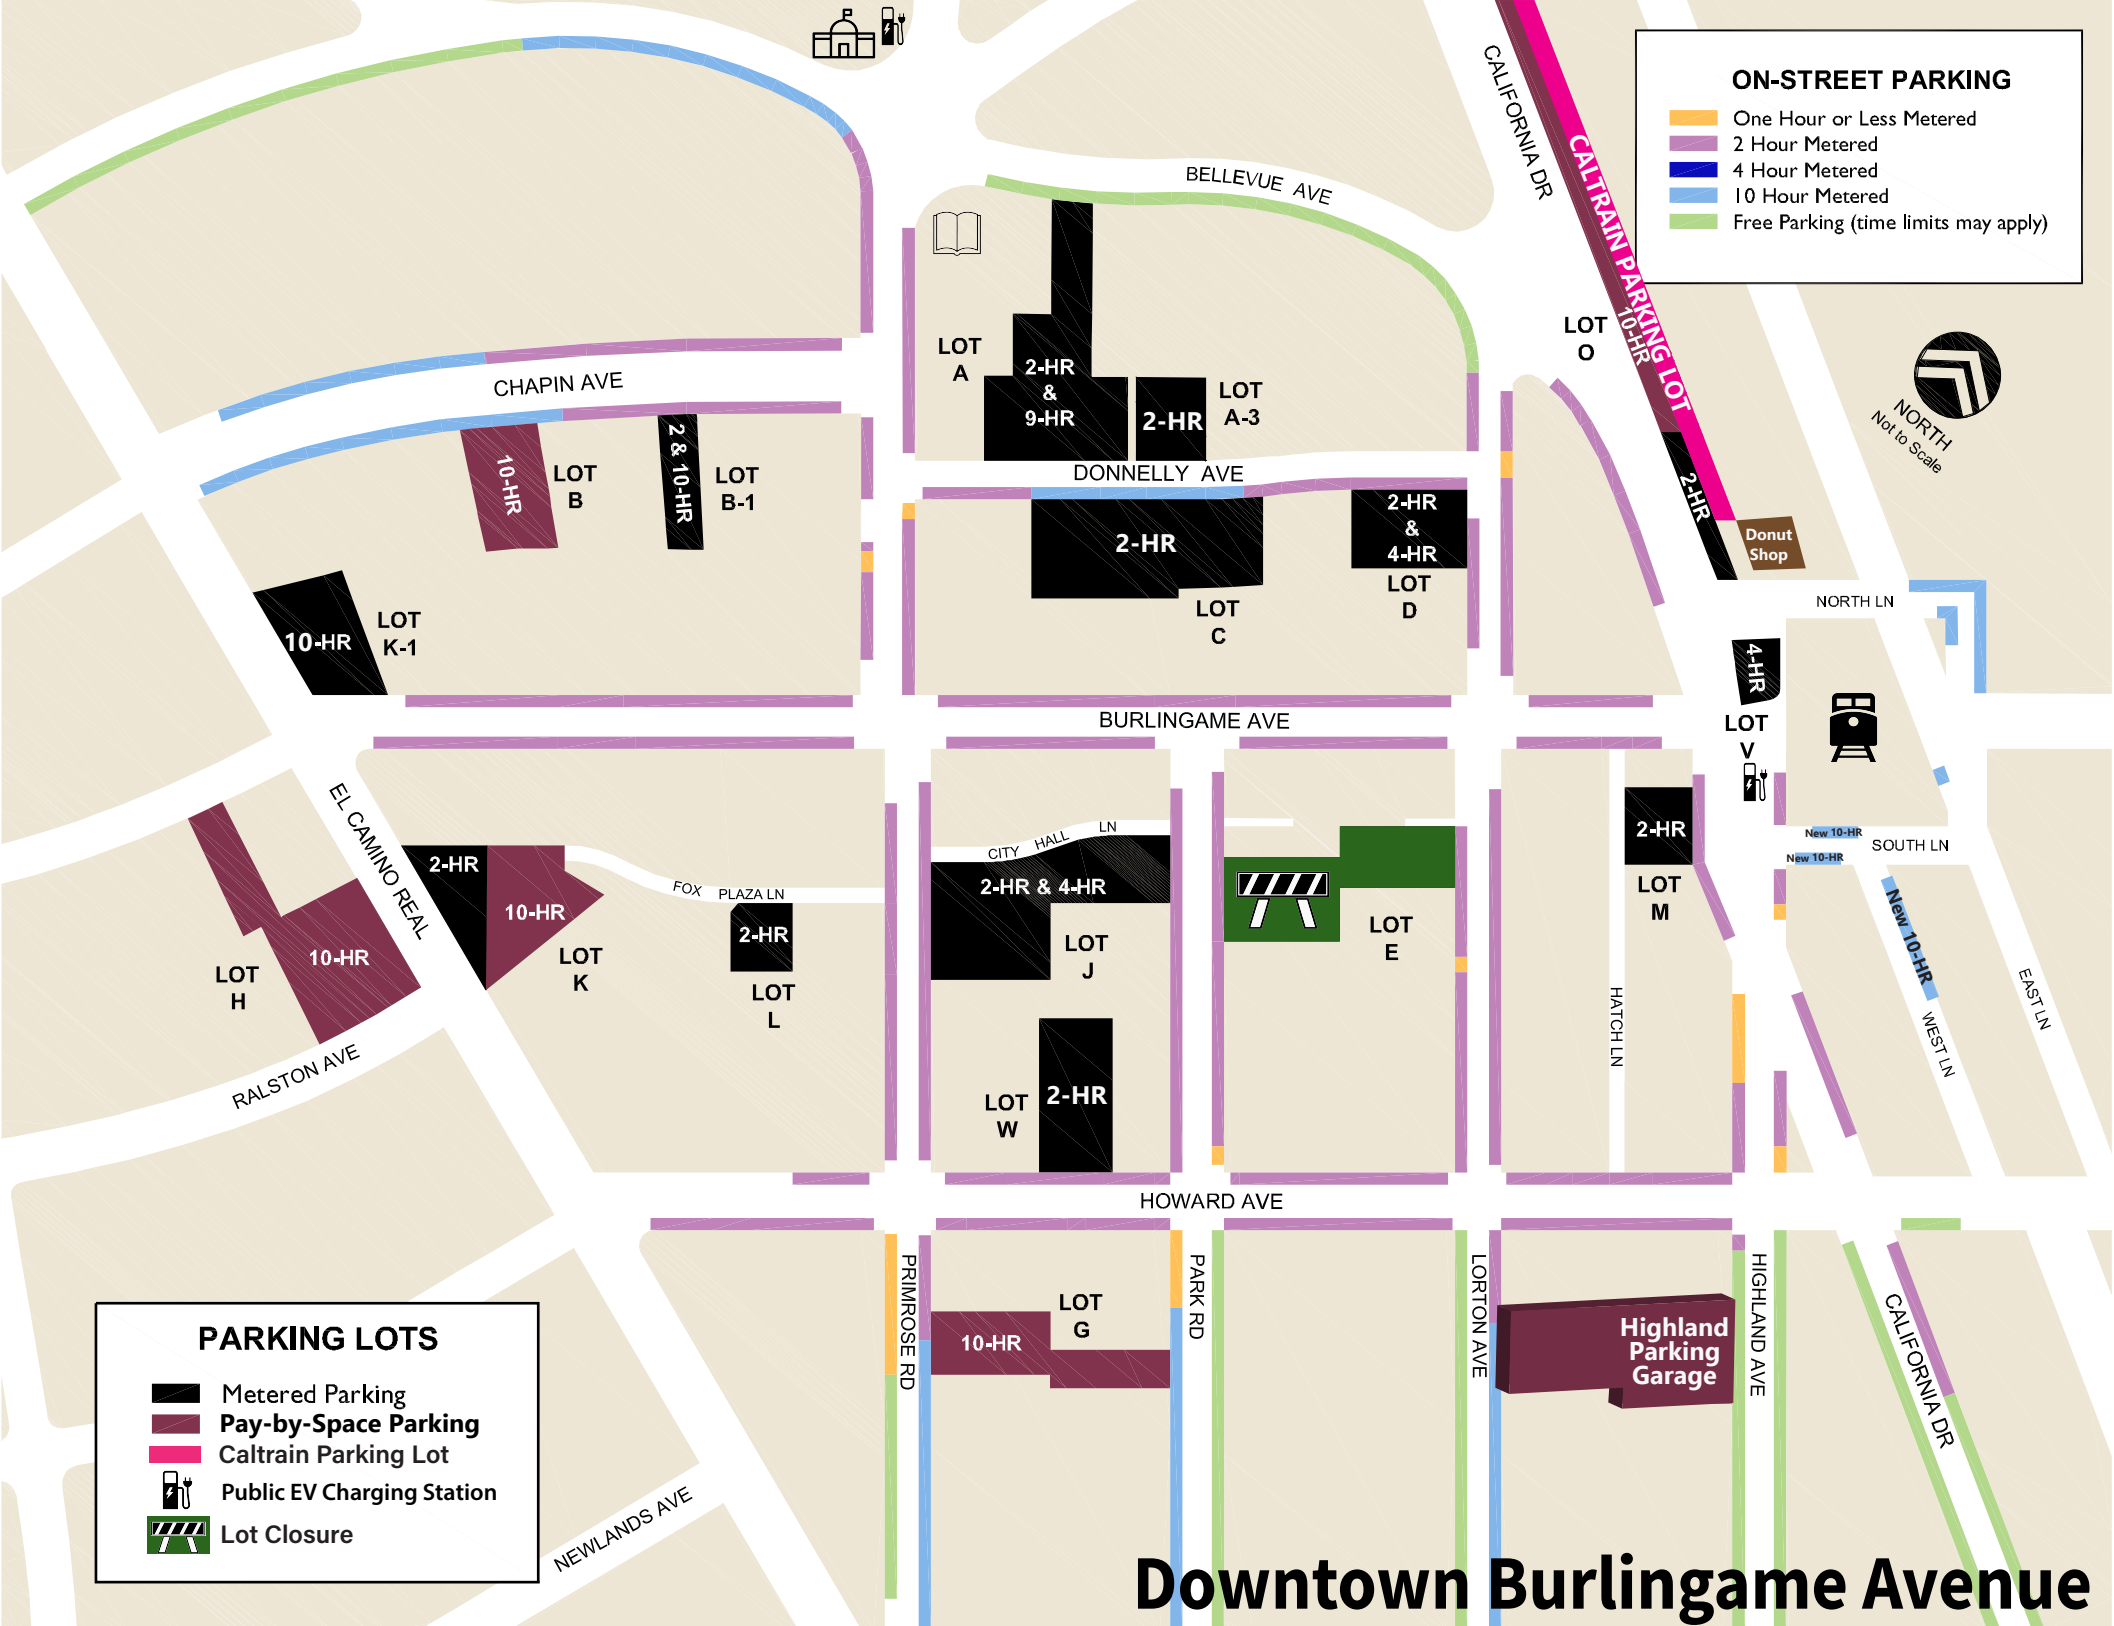 CALIFORNIA DR
CALTRAIN PARKING LOT
10-HR
2-HR
ON-STREET PARKING
One Hour or Less Metered
2 Hour Metered
4 Hour Metered
10 Hour Metered
Free Parking (time limits may apply)
BELLEVUE AVE
LOT
O
NORTH
Not to Scale
LOT
A
2-HR
&
9-HR
2-HR
LOT
A-3
CHAPIN AVE
10-HR
LOT
B
2 & 10-HR
LOT
B-1
DONNELLY AVE
2-HR
LOT
C
2-HR
&
4-HR
LOT
D
Donut
Shop
NORTH LN
10-HR
LOT
K-1
4-HR
LOT
V
BURLINGAME AVE
EL CAMINO REAL
2-HR
10-HR
LOT
K
FOX PLAZA LN
2-HR
LOT
L
CITY HALL LN
2-HR & 4-HR
LOT
J
LOT
E
2-HR
LOT
M
New 10-HR
New 10-HR
SOUTH LN
New 10-HR
10-HR
LOT
H
RALSTON AVE
LOT
W
2-HR
HATCH LN
WEST LN
EAST LN
HOWARD AVE
PRIMROSE RD
10-HR
LOT
G
PARK RD
LORTON AVE
Highland
Parking
Garage
HIGHLAND AVE
CALIFORNIA DR
PARKING LOTS
Metered Parking
Pay-by-Space Parking
Caltrain Parking Lot
Public EV Charging Station
Lot Closure
NEWLANDS AVE
Downtown Burlingame Avenue